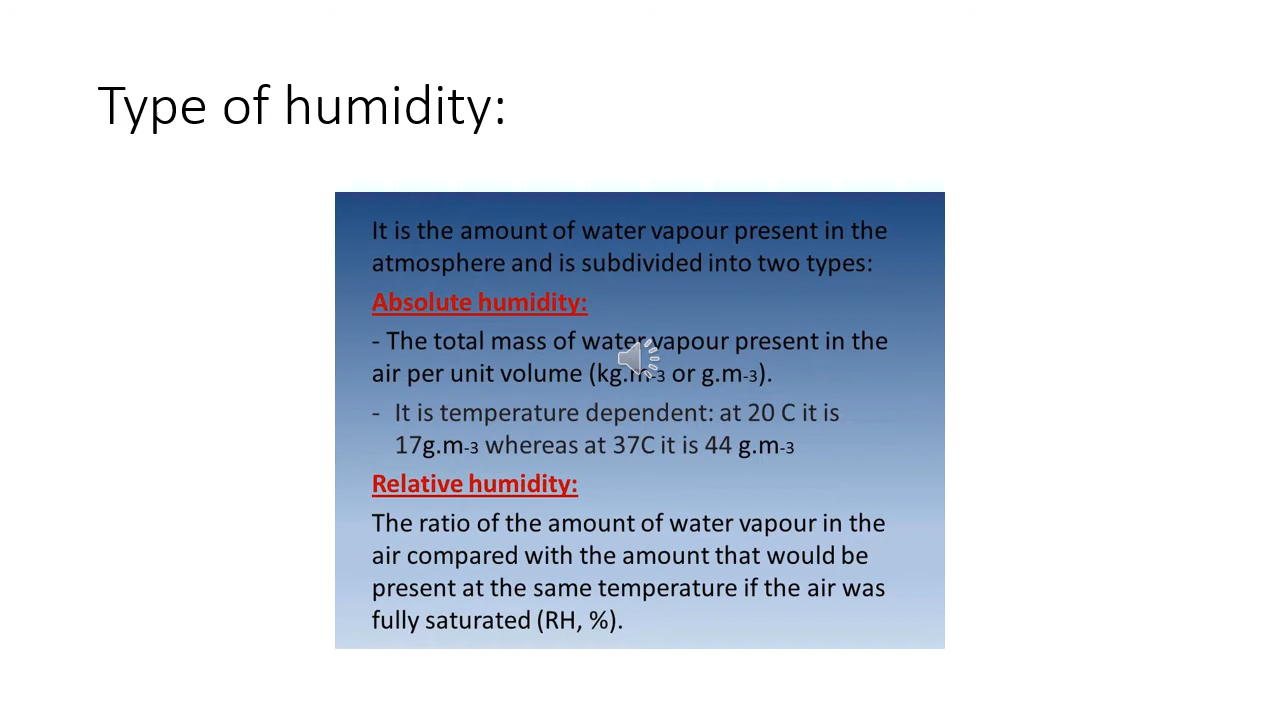 Type of humidity:
It is the amount of water vapour present in the
atmosphere and is subdivided into two types:
Absolute humidity:
- The total mass of water vapour present in the
air per unit volume (kg.m-3 or g.m-3).
- It is temperature dependent: at 20 C it is
17g.m-3 whereas at 37C it is 44 g.m-3
Relative humidity:
The ratio of the amount of water vapour in the
air compared with the amount that would be
present at the same temperature if the air was
fully saturated (RH, %).